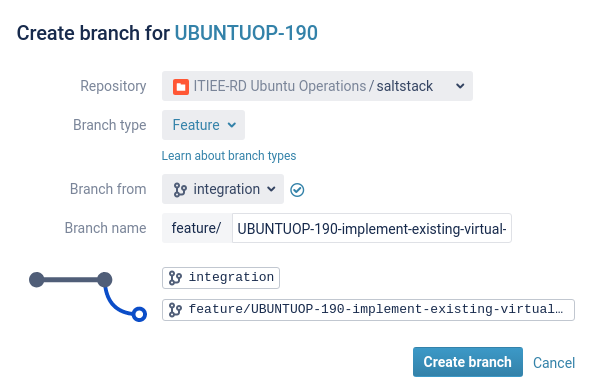 Create branch for UBUNTUOP-190
Repository ITIEE-RD Ubuntu Operations / saltstack
Branch type Feature
Learn about branch types
Branch from integration
Branch name feature/ UBUNTUOP-190-implement-existing-virtual-
integration
feature/UBUNTUOP-190-implement-existing-virtual…
Create branch Cancel